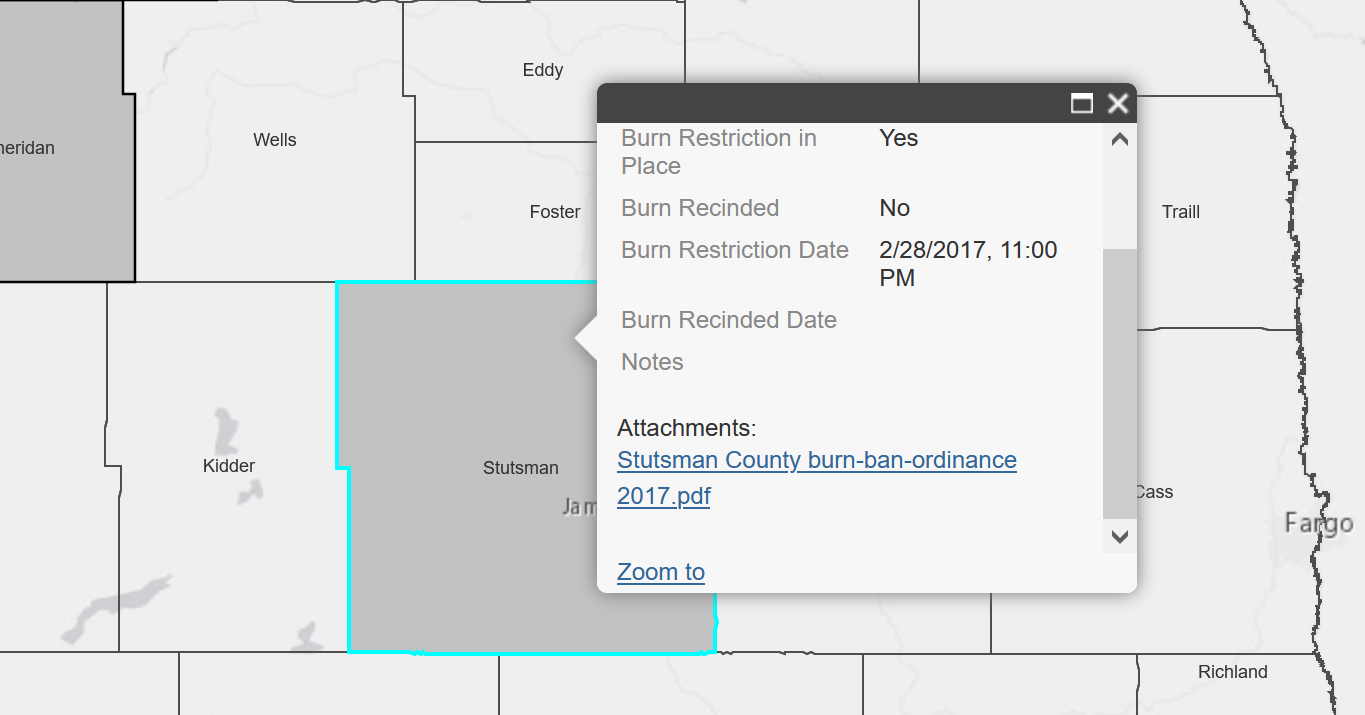 Eddy
Wells
Foster
Traill
Kidder
Stutsman
Cass
Fargo
Richland
Burn Restriction in
Place
Yes
Burn Recinded
No
Burn Restriction Date
2/28/2017, 11:00
PM
Burn Recinded Date
Notes
Attachments:
Stutsman County burn-ban-ordinance
2017.pdf
Zoom to